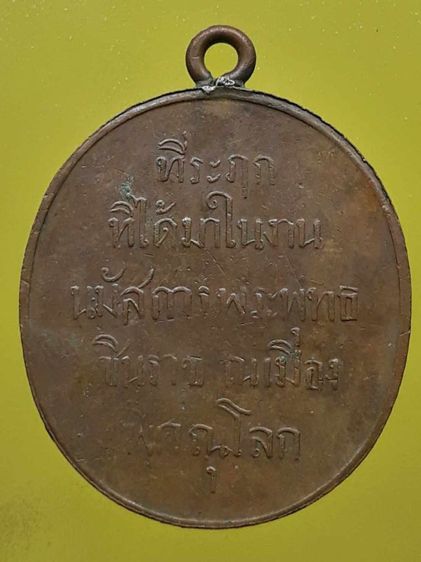 ที่ระฦก
ที่ได้มาในงาน
นมัสการพระพุทธ
ชินราช ณเมือง
พิศณุโลก